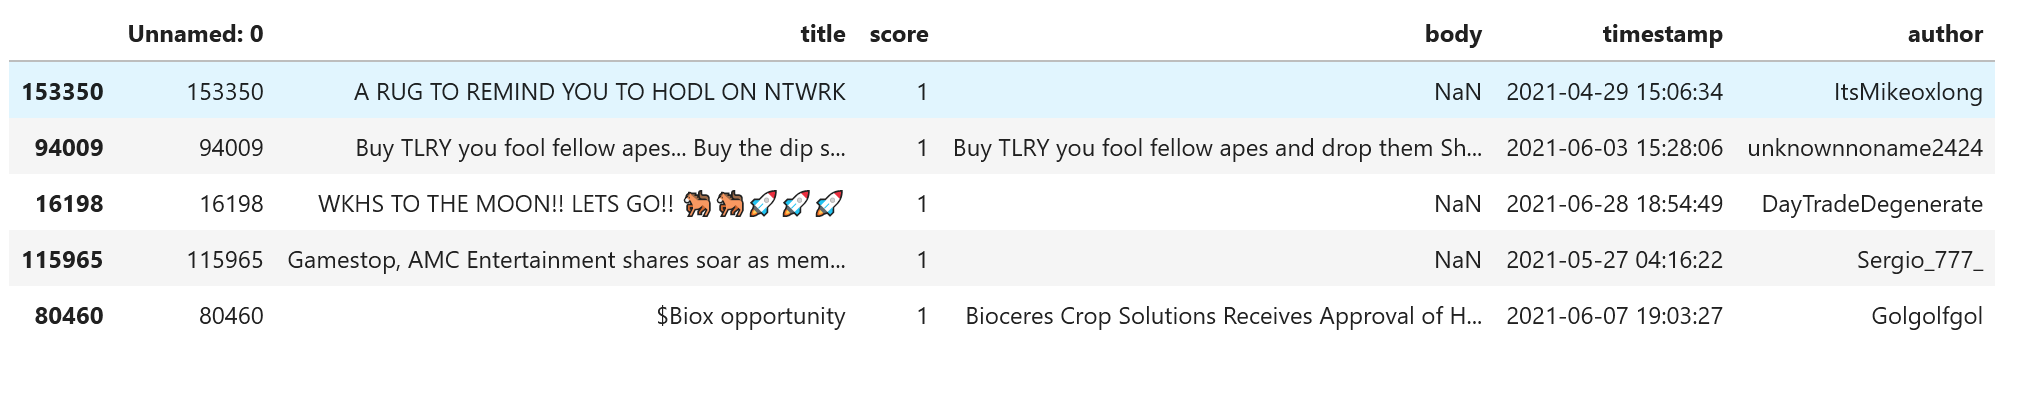 Unnamed: 0 title score body timestamp author
153350 153350 A RUG TO REMIND YOU TO HODL ON NTWRK 1 NaN 2021-04-29 15:06:34 ItsMikeoxlong
94009 94009 Buy TLRY you fool fellow apes... Buy the dip s... 1 Buy TLRY you fool fellow apes and drop them Sh... 2021-06-03 15:28:06 unknownnoname2424
16198 16198 WKHS TO THE MOON!! LETS GO!! 🐎🐎🚀🚀🚀 1 NaN 2021-06-28 18:54:49 DayTradeDegenerate
115965 115965 Gamestop, AMC Entertainment shares soar as mem... 1 NaN 2021-05-27 04:16:22 Sergio_777_
80460 80460 $Biox opportunity 1 Bioceres Crop Solutions Receives Approval of H... 2021-06-07 19:03:27 Golgolfgol